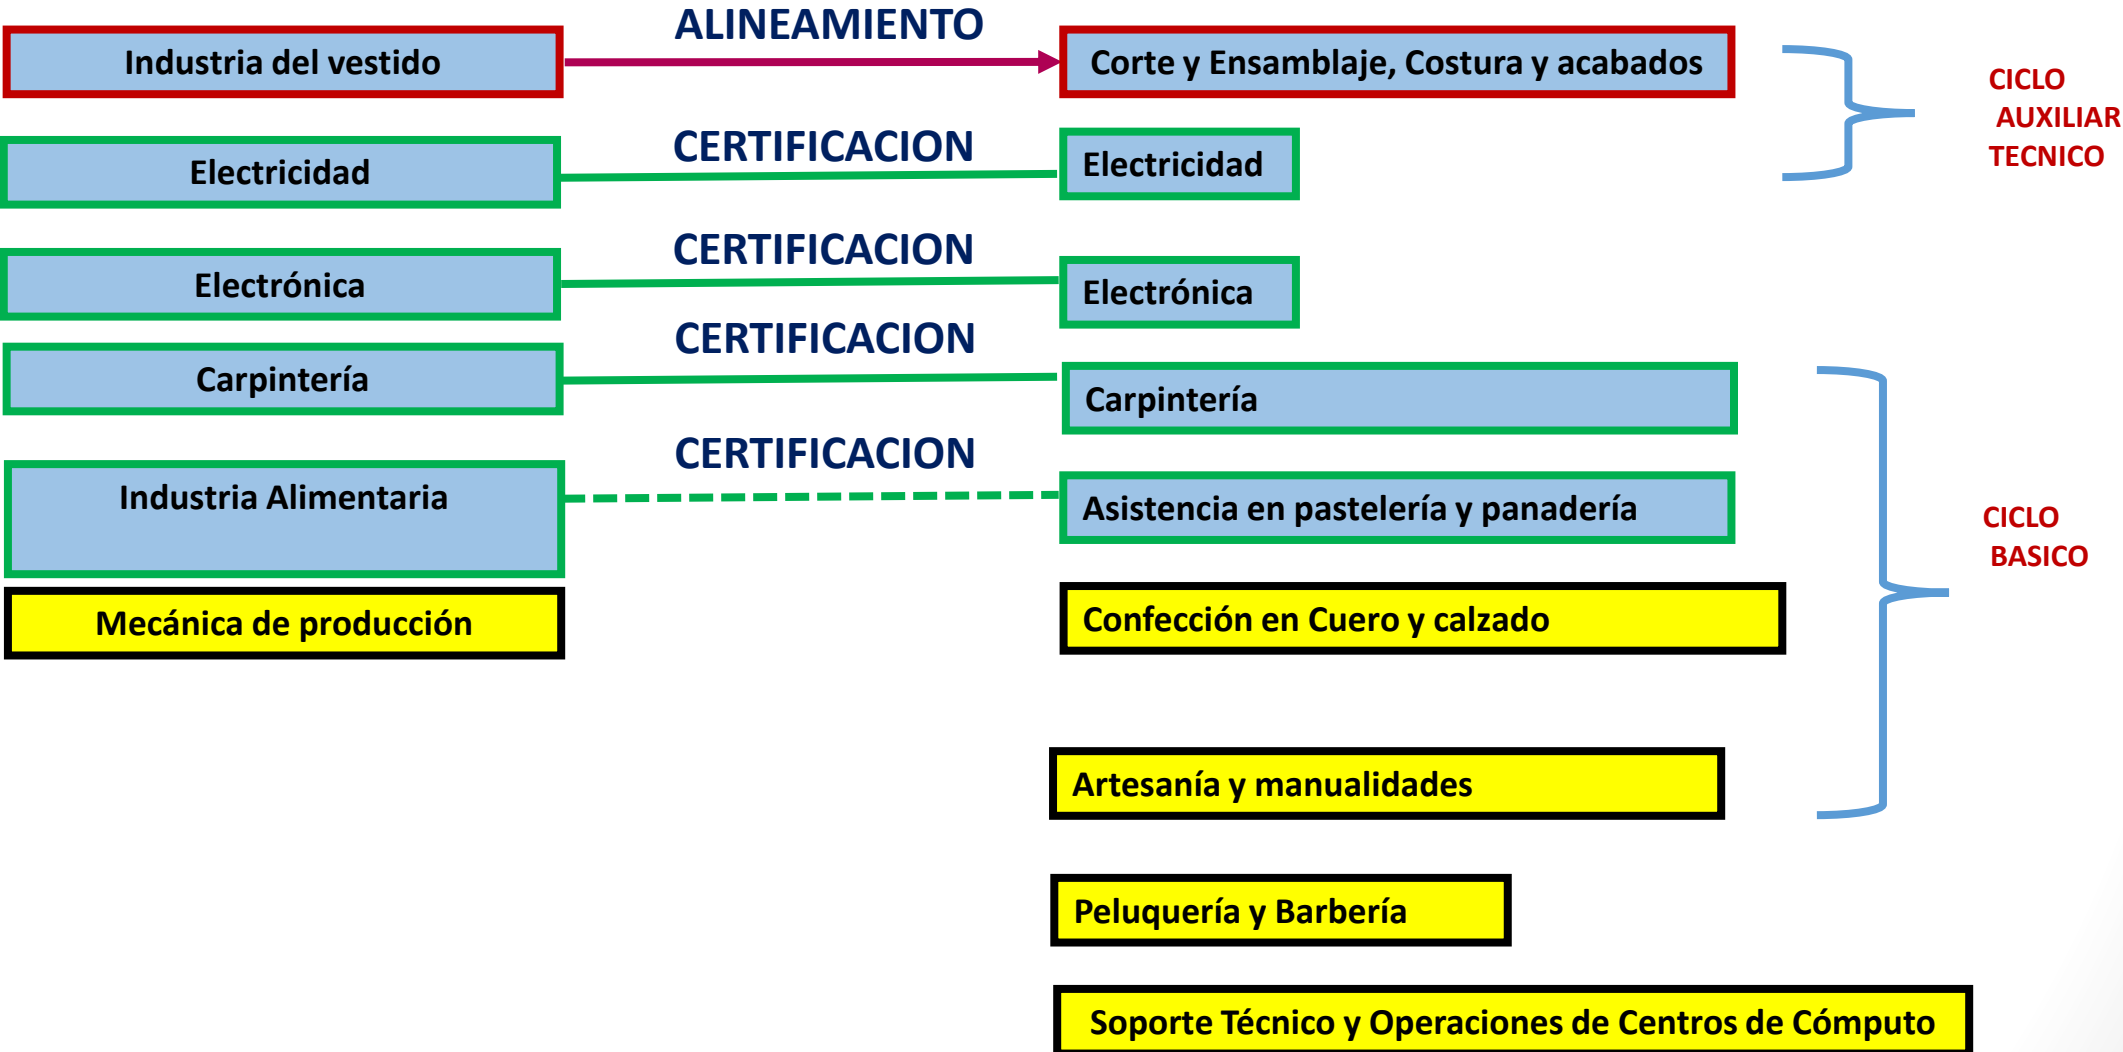 ALINEAMIENTO
Industria del vestido
Corte y Ensamblaje, Costura y acabados
CICLO
AUXILIAR
TECNICO
CERTIFICACION
Electricidad
Electricidad
CERTIFICACION
Electrónica
Electrónica
CERTIFICACION
Carpintería
Carpintería
CERTIFICACION
Industria Alimentaria
Asistencia en pastelería y panadería
CICLO
BASICO
Mecánica de producción
Confección en Cuero y calzado
Artesanía y manualidades
Peluquería y Barbería
Soporte Técnico y Operaciones de Centros de Cómputo